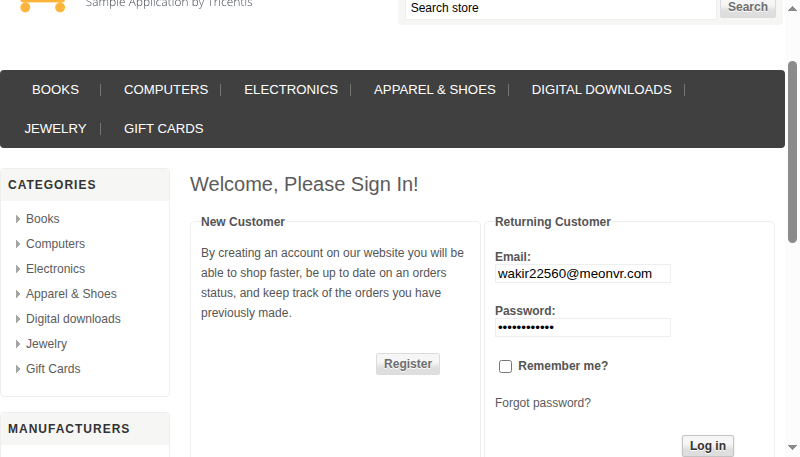 Sample Application by Tricentis
Search store
Search
BOOKS
COMPUTERS
ELECTRONICS
APPAREL & SHOES
DIGITAL DOWNLOADS
JEWELRY
GIFT CARDS
CATEGORIES
Books
Computers
Electronics
Apparel & Shoes
Digital downloads
Jewelry
Gift Cards
MANUFACTURERS
Welcome, Please Sign In!
New Customer
By creating an account on our website you will be
able to shop faster, be up to date on an orders
status, and keep track of the orders you have
previously made.
Register
Returning Customer
Email:
wakir22560@meonvr.com
Password:
••••••••••••
Remember me?
Forgot password?
Log in